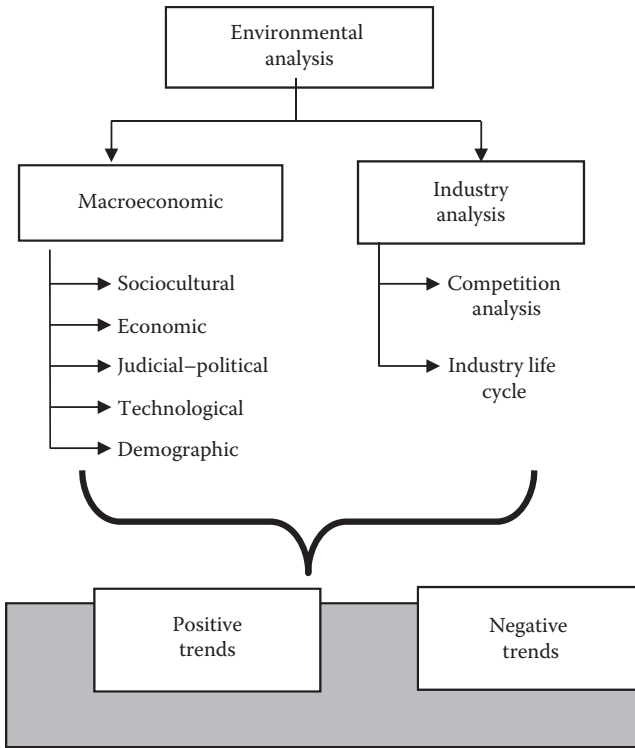 Environmental
analysis
Macroeconomic
Industry
analysis
Sociocultural
Economic
Judicial–political
Technological
Demographic
Competition
analysis
Industry life
cycle
Positive
trends
Negative
trends